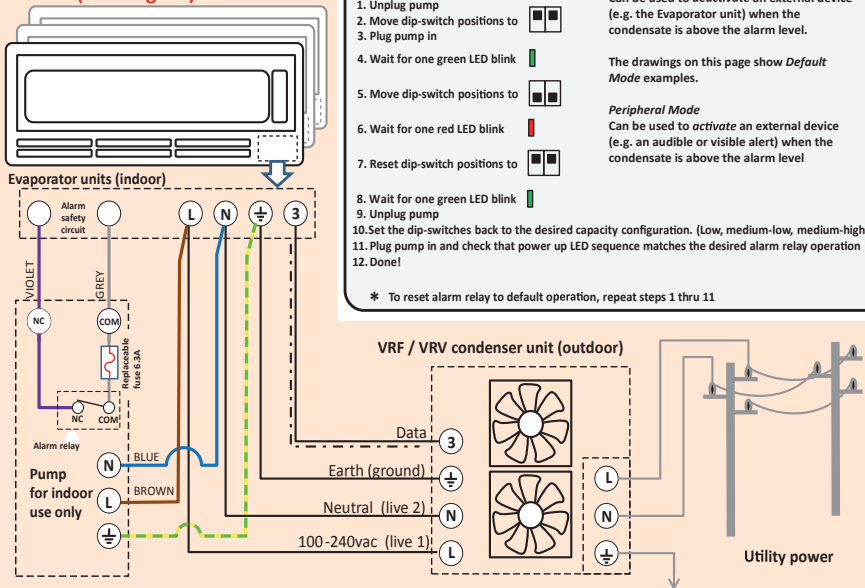 1. Unplug pump
2. Move dip-switch positions to
3. Plug pump in
4. Wait for one green LED blink
5. Move dip-switch positions to
6. Wait for one red LED blink
7. Reset dip-switch positions to
8. Wait for one green LED blink
9. Unplug pump
10.Set the dip-switches back to the desired capacity configuration. (Low, medium-low, medium-high
11. Plug pump in and check that power up LED sequence matches the desired alarm relay operation
12. Done!
* To reset alarm relay to default operation, repeat steps 1 thru 11
(e.g. the Evaporator unit) when the
condensate is above the alarm level.
The drawings on this page show Default
Mode examples.
Peripheral Mode
Can be used to activate an external device
(e.g. an audible or visible alert) when the
condensate is above the alarm level
Evaporator units (indoor)
Alarm
safety
circuit
L
N
3
VIOLET
GREY
NC
COM
Replaceable
fuse 6.3A
NC
COM
Alarm relay
Pump
for indoor
use only
N
BLUE
L
BROWN
VRF / VRV condenser unit (outdoor)
Data
3
Earth (ground)
Neutral (live 2)
N
100-240vac (live 1)
L
L
N
Utility power